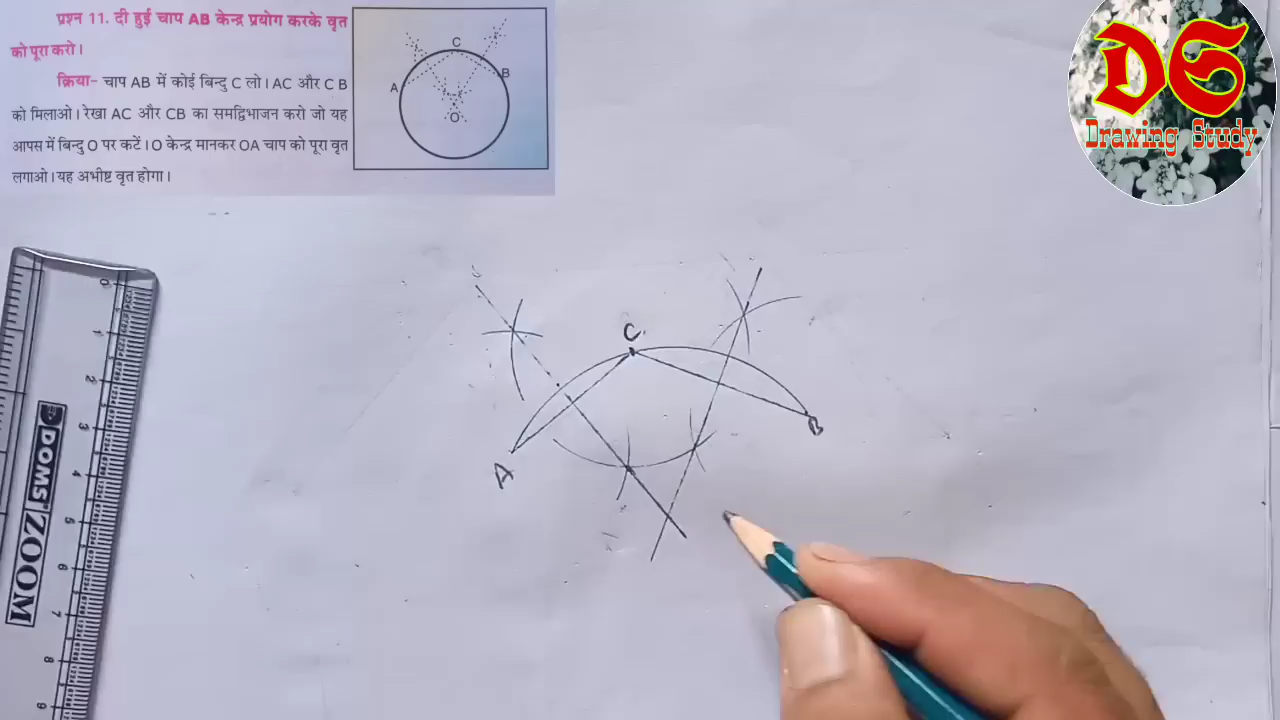 प्रश्न 11. दी हुई चाप AB केन्द्र प्रयोग करके वृत
को पूरा करो।
क्रिया- चाप AB में कोई बिन्दु C लो। AC और C B
को मिलाओ। रेखा AC और CB का समद्विभाजन करो जो यह
आपस में बिन्दु O पर कटें। O केन्द्र मानकर OA चाप को पूरा वृत
लगाओ। यह अभीष्ट वृत होगा।
C
A
B
O
DS
Drawing Study
C
A
B
0
1
2
3
4
5
6
7
8
9
DOMS ZOOM